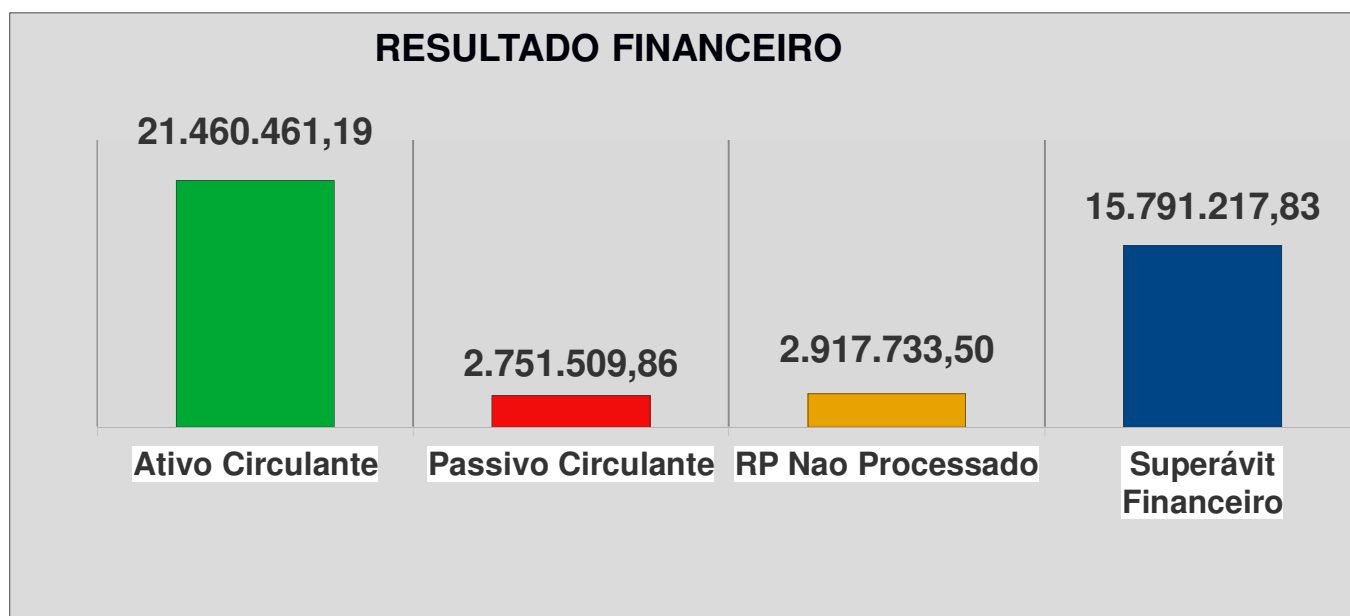 RESULTADO FINANCEIRO
21.460.461,19
15.791.217,83
2.751.509,86
2.917.733,50
Ativo Circulante
Passivo Circulante
RP Nao Processado
Superávit
Financeiro